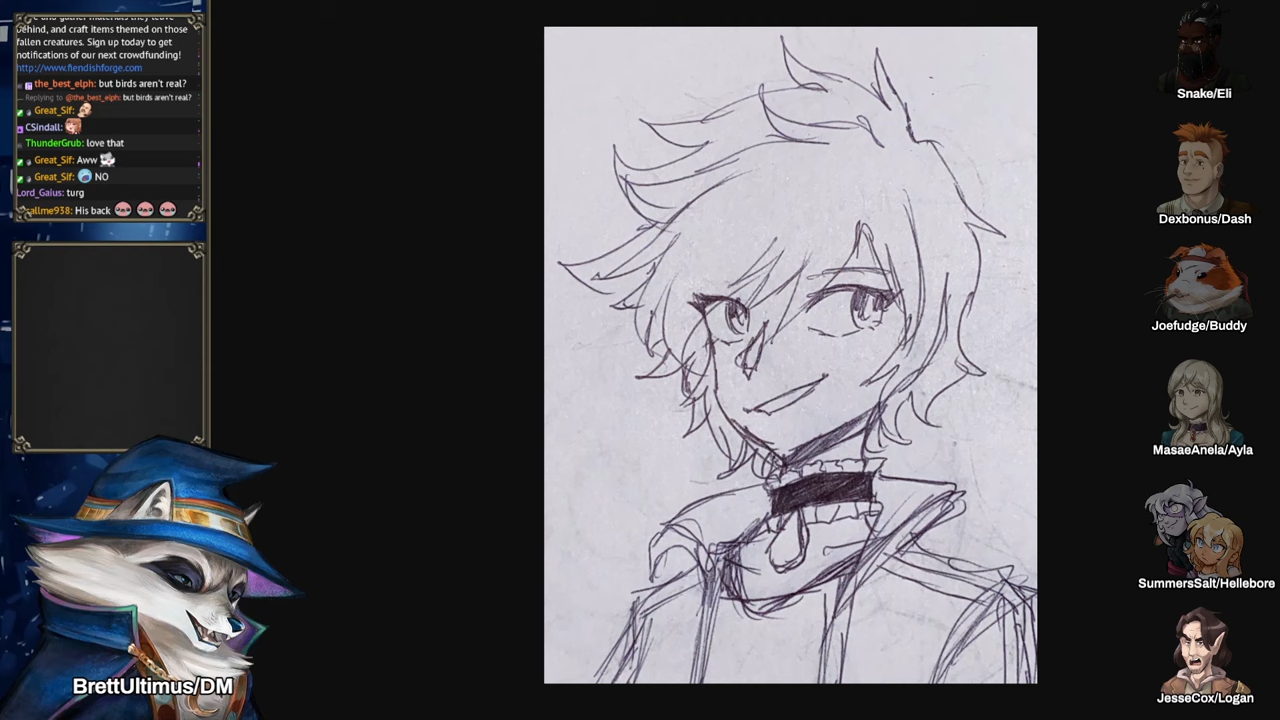 and gather materials they leave
behind, and craft items themed on those
fallen creatures. Sign up today to get
notifications of our next crowdfunding!
http://www.fiendishforge.com
the_best_elph: but birds aren't real?
Replying to @the_best_elph: but birds aren't real?
Great_Sif:
CSindall:
ThunderGrub: love that
Great_Sif: Aww
Great_Sif: NO
Lord_Gaius: turg
callme938: His back
BrettUltimus/DM
Snake/Eli
Dexbonus/Dash
Joefudge/Buddy
MasaeAnela/Ayla
SummersSalt/Hellebore
JesseCox/Logan